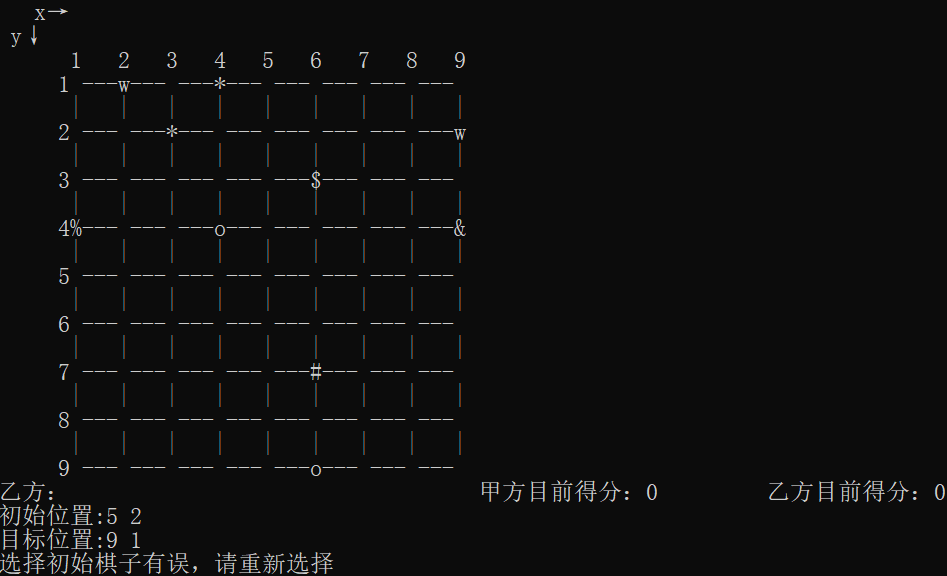 x→
y ↓
1 2 3 4 5 6 7 8 9
1 ---w--- ---*--- --- --- --- ---
| | | | | | | | |
2 --- ---*--- --- --- --- --- ---w
| | | | | | | | |
3 --- --- --- --- ---$--- --- ---
| | | | | | | | |
4%--- --- ---o--- --- --- --- ---&
| | | | | | | | |
5 --- --- --- --- --- --- --- ---
| | | | | | | | |
6 --- --- --- --- --- --- --- ---
| | | | | | | | |
7 --- --- --- --- ---#--- --- ---
| | | | | | | | |
8 --- --- --- --- --- --- --- ---
| | | | | | | | |
9 --- --- --- --- ---o--- --- ---
乙方: 甲方目前得分: 0 乙方目前得分: 0
初始位置:5 2
目标位置:9 1
选择初始棋子有误，请重新选择